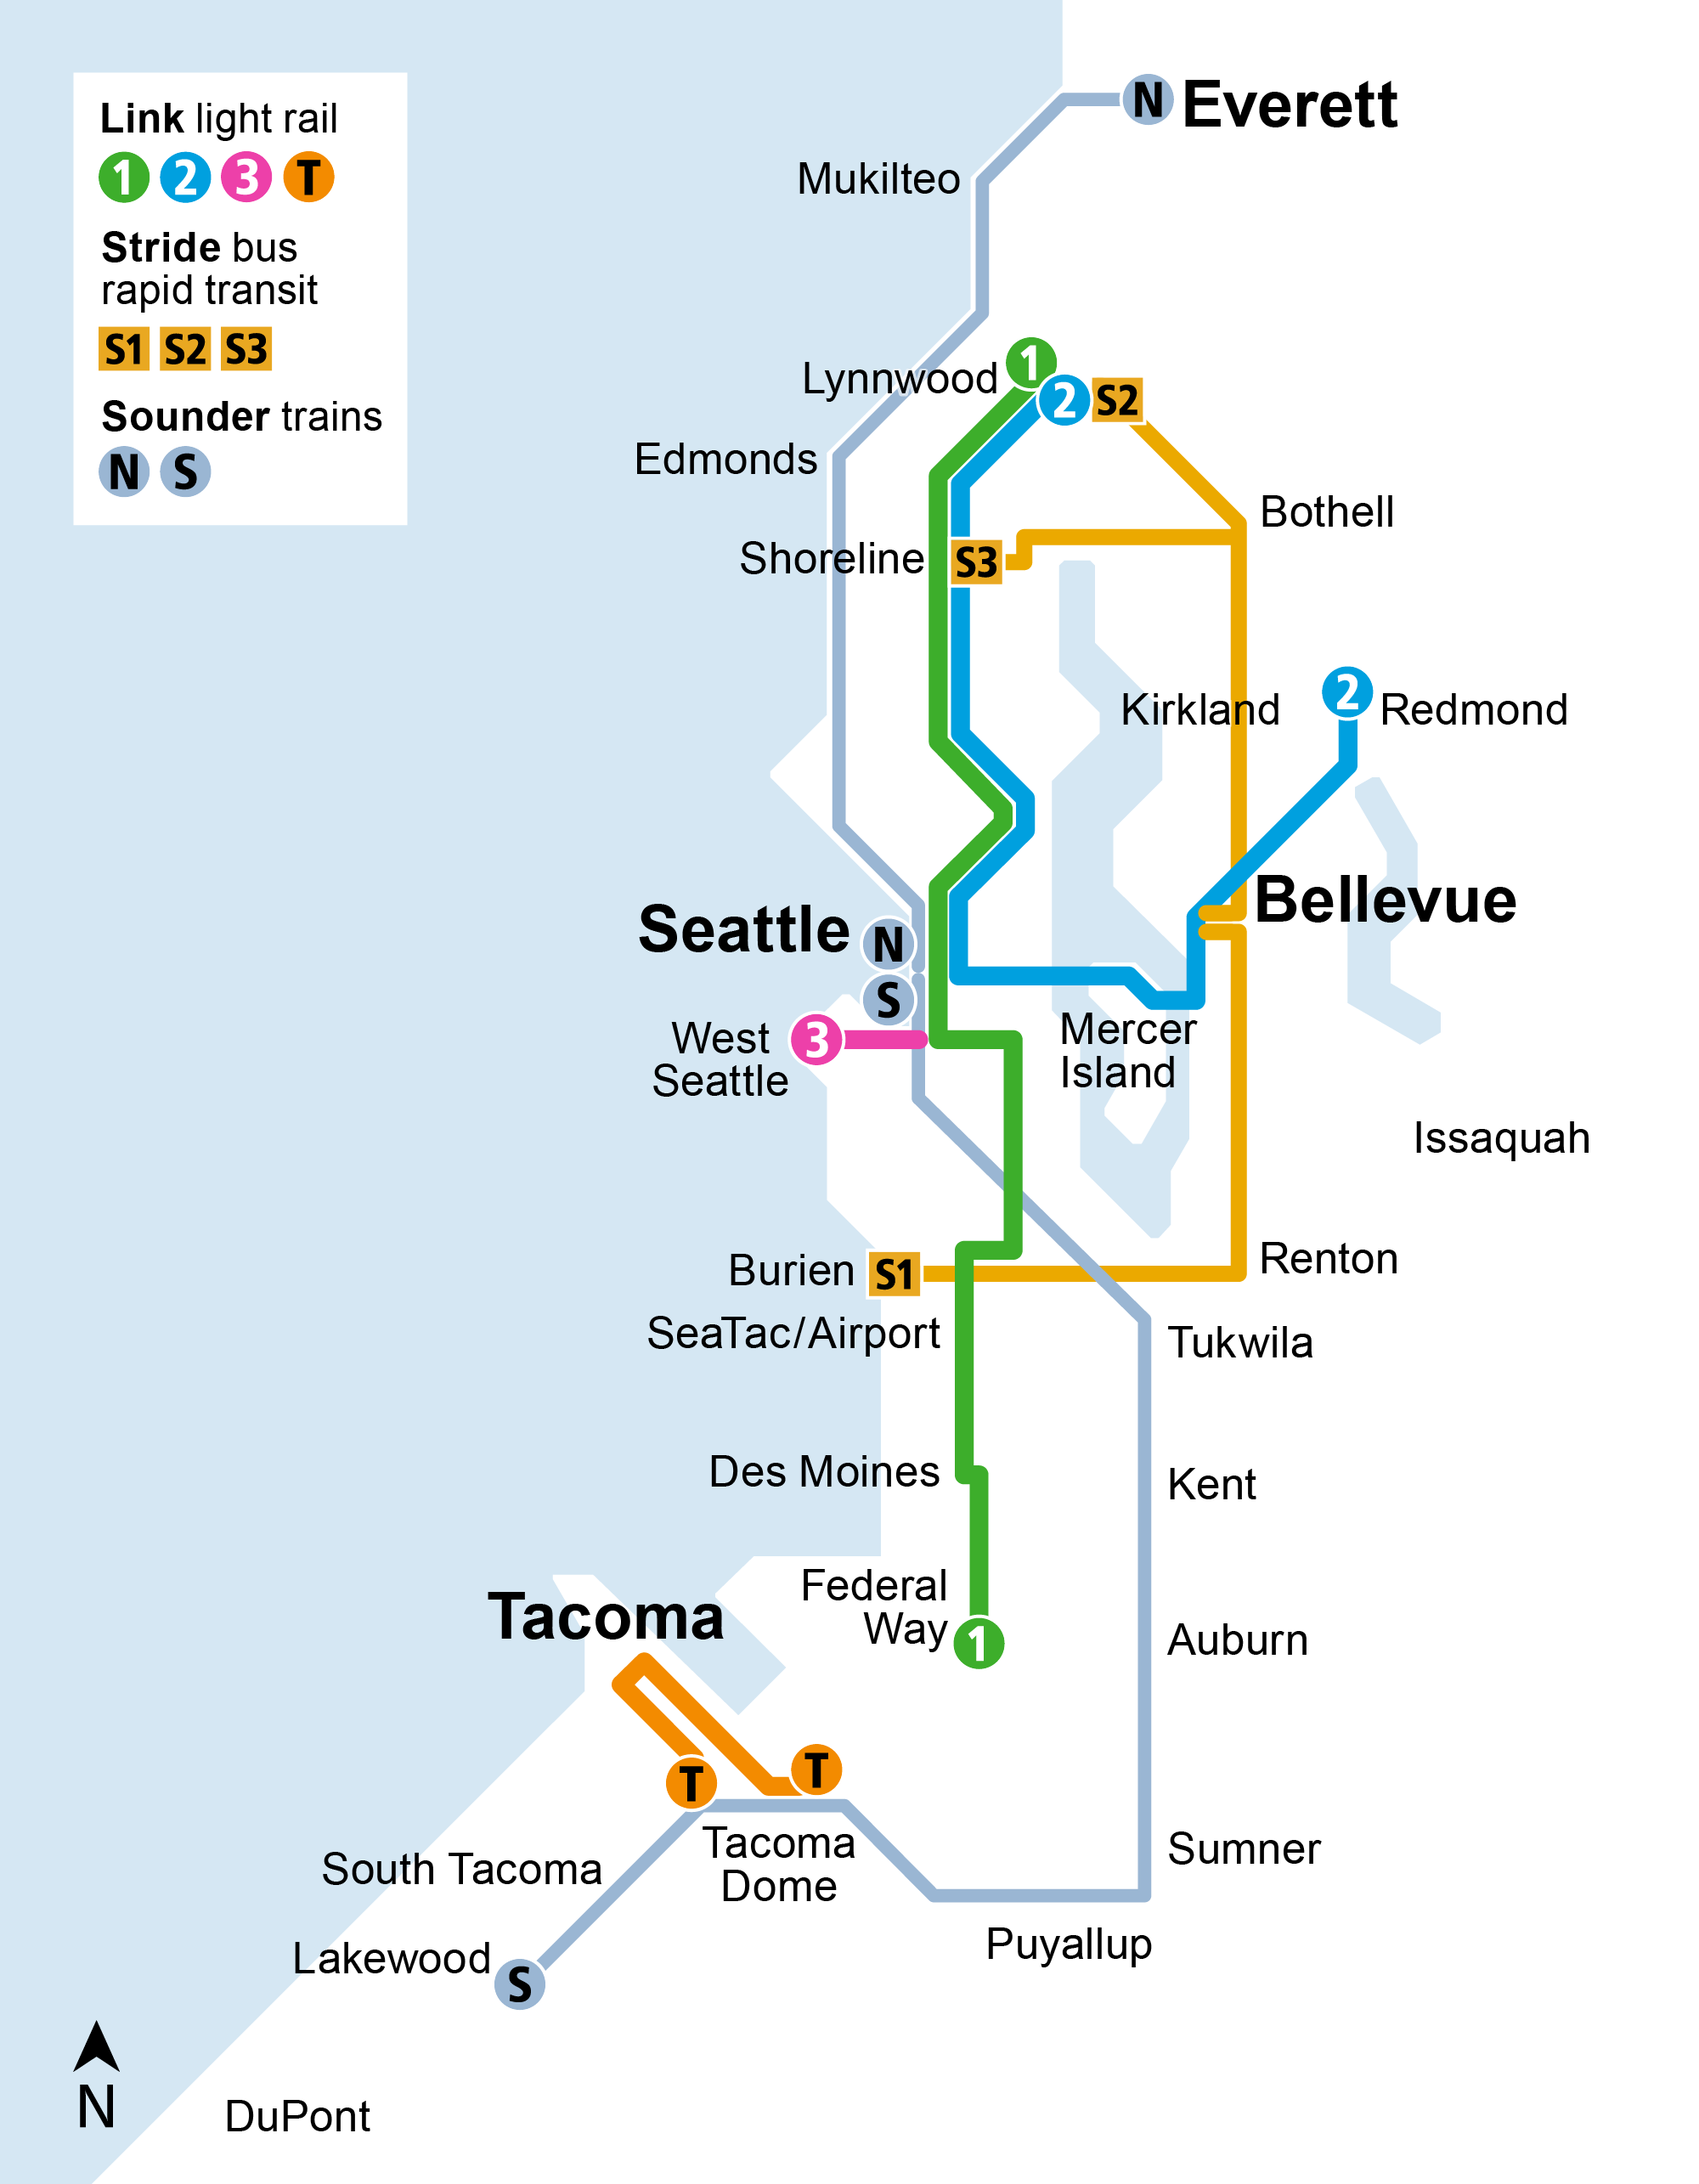 Link light rail
1 2 3 T
Stride bus
rapid transit
S1 S2 S3
Sounder trains
N S
N Everett
Mukilteo
1
Lynnwood
2 S2
Edmonds
Bothell
Shoreline S3
2
Kirkland
Redmond
Bellevue
Seattle N
S
West
Seattle
3
Mercer
Island
Issaquah
Burien S1
Renton
SeaTac/Airport
Tukwila
Des Moines
Kent
Federal
Way
1
Tacoma
Auburn
T T
Tacoma
Dome
Sumner
South Tacoma
Puyallup
Lakewood
S
N
DuPont